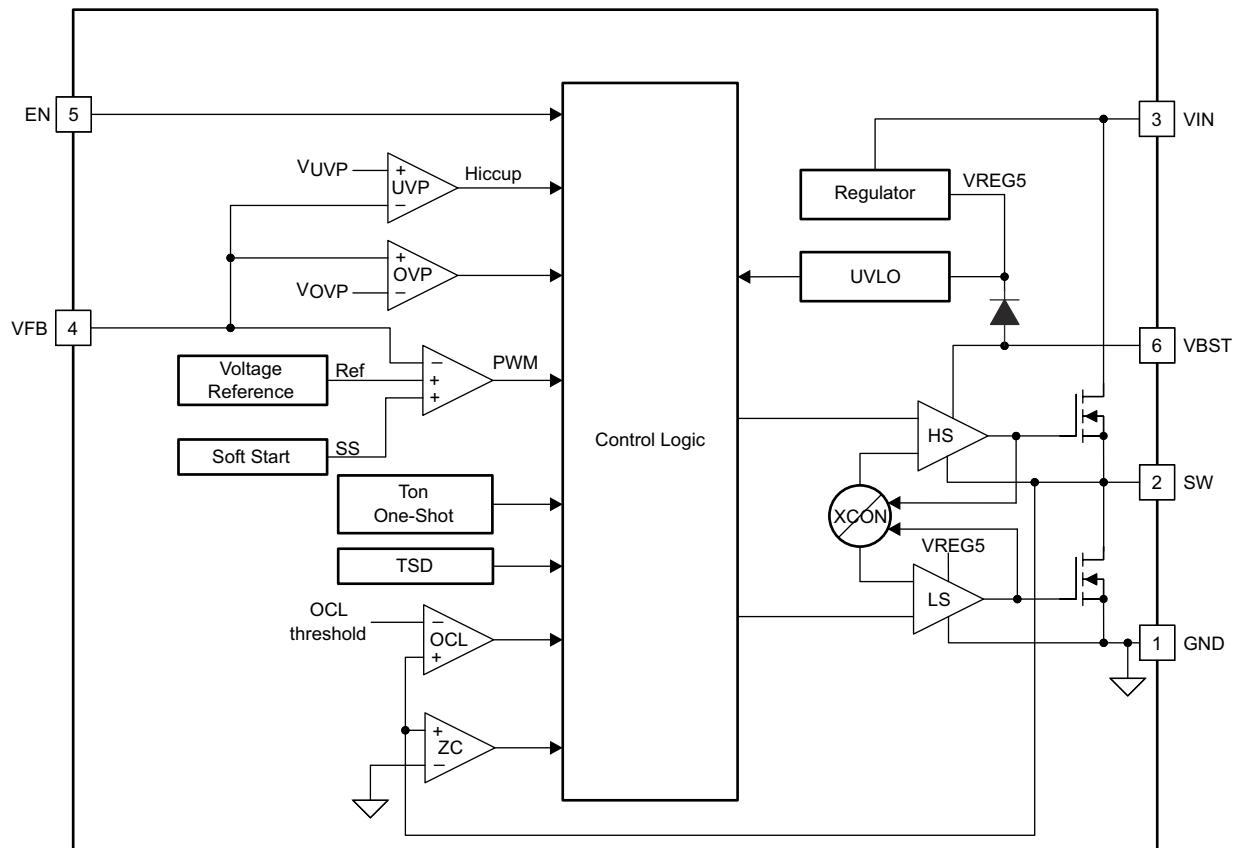 EN
5
VUVP
+
UVP
−
Hiccup
+
OVP
−
VOVP
VFB
4
Voltage
Reference
Ref
−
+
+
PWM
Soft Start
SS
Ton
One-Shot
TSD
OCL
threshold
−
OCL
+
+
ZC
−
Control Logic
3
VIN
Regulator
VREG5
UVLO
6
VBST
HS
2
SW
XCON
VREG5
LS
1
GND